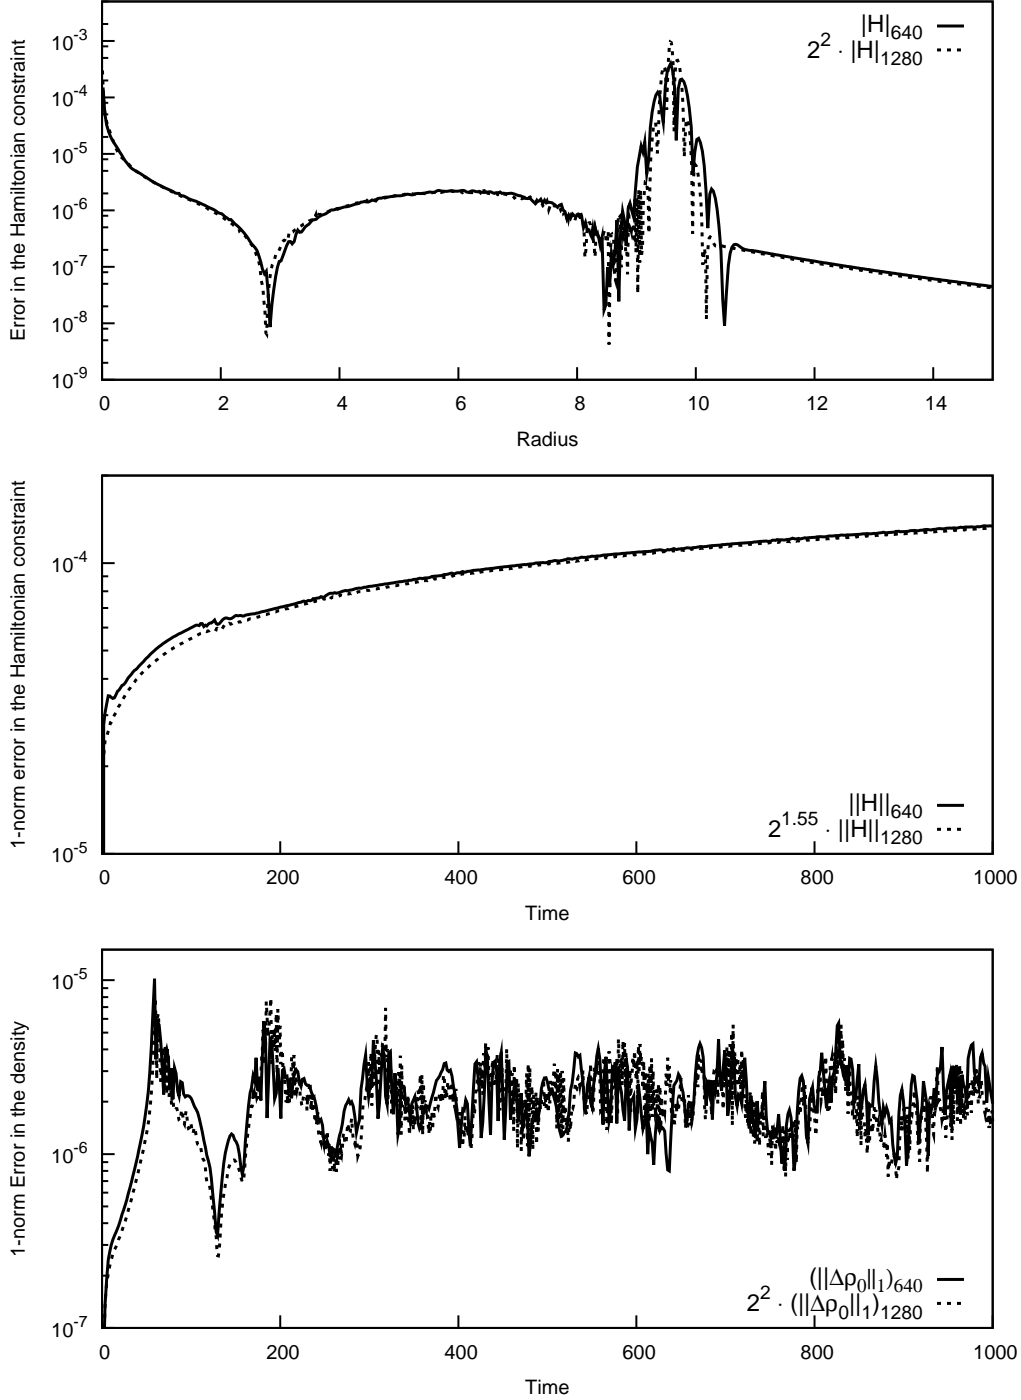 Error in the Hamiltonian constraint
|H|640
2^2 · |H|1280
10^-3
10^-4
10^-5
10^-6
10^-7
10^-8
10^-9
0 2 4 6 8 10 12 14
Radius
1-norm error in the Hamiltonian constraint
10^-4
10^-5
||H||640
2^1.55 · ||H||1280
0 200 400 600 800 1000
Time
1-norm Error in the density
10^-5
10^-6
10^-7
(||Δρ0||1)640
2^2 · (||Δρ0||1)1280
0 200 400 600 800 1000
Time